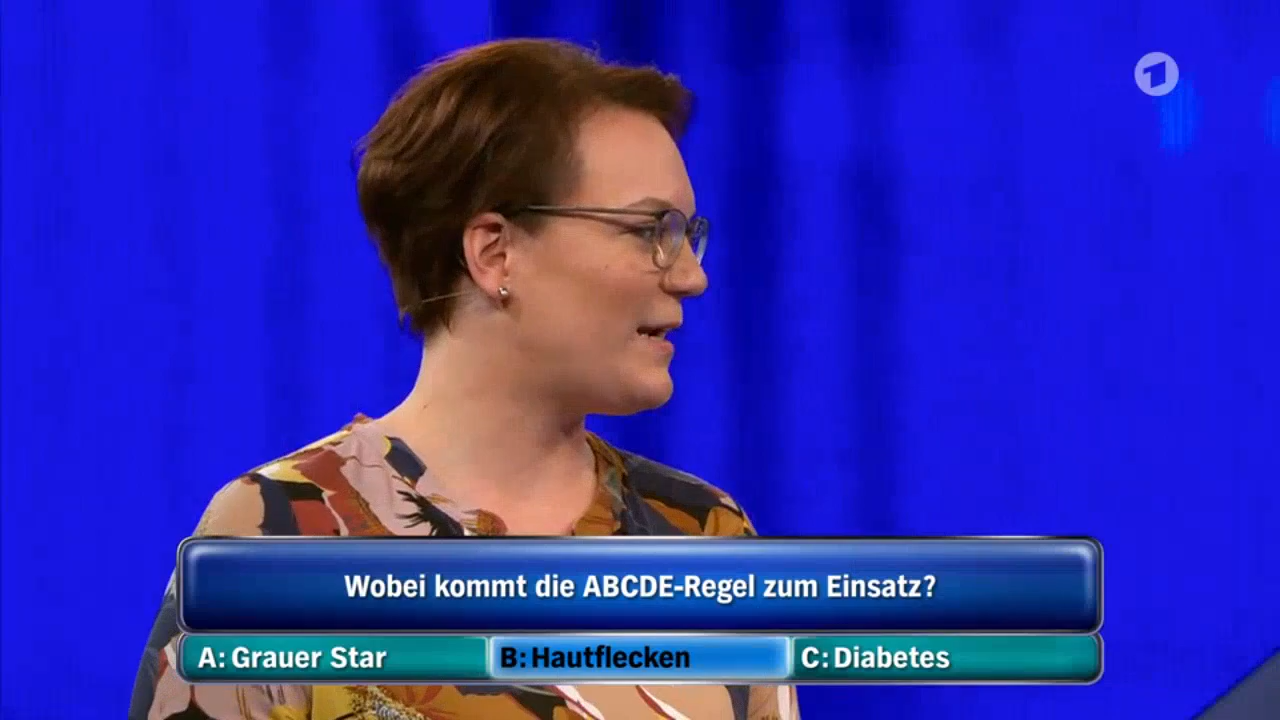 Wobei kommt die ABCDE-Regel zum Einsatz?
A: Grauer Star
B: Hautflecken
C: Diabetes